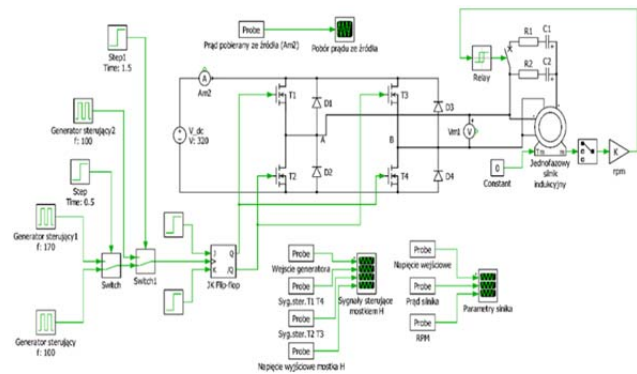 Step1
Time: 1.5
Probe
Prąd pobierany ze źródła (Am2)
Pobór prądu ze źródła
R1
C1
R2
C2
Relay
A
Am2
T1
D1
T3
D3
V_dc
V: 320
A
B
Vm1
V
T2
D2
T4
D4
0
Constant
Tm
m
Jednofazowy
silnik
indukcyjny
K
rpm
Generator sterujący2
f: 100
Step
Time: 0.5
Generator sterujący1
f: 170
Switch
Switch1
J
Q
K
/Q
JK Flip-flop
Generator sterujący
f: 100
Probe
Wejście generatora
Probe
Syg.ster. T1 T4
Probe
Syg.ster. T2 T3
Probe
Napięcie wyjściowe mostka H
Sygnały sterujące
mostkiem H
Probe
Napięcie wejściowe
Probe
Prąd silnika
Probe
RPM
Parametry silnika